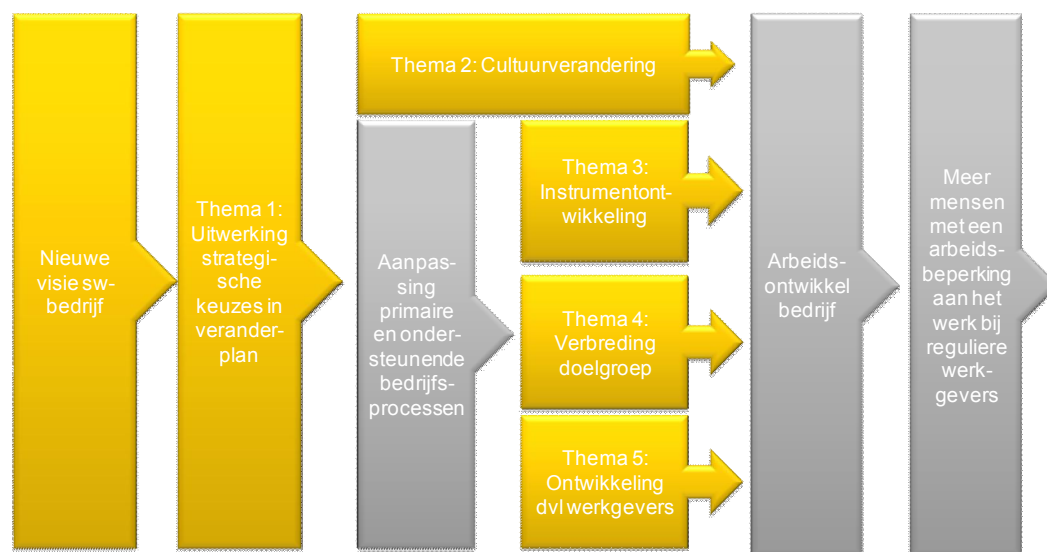 Nieuwe
visie sw-
bedrijf
Thema 1:
Uitwerking
strategi-
sche
keuzes in
verander-
plan
Thema 2: Cultuurverandering
Aanpas-
sing
primaire
en onder-
steunende
bedrijfs-
processen
Thema 3:
Instrumentont-
wikkeling
Thema 4:
Verbreding
doelgroep
Thema 5:
Ontwikkeling
dvl werkgevers
Arbeids-
ontwikkel
bedrijf
Meer
mensen
met een
arbeids-
beperking
aan het
werk bij
reguliere
werk-
gevers